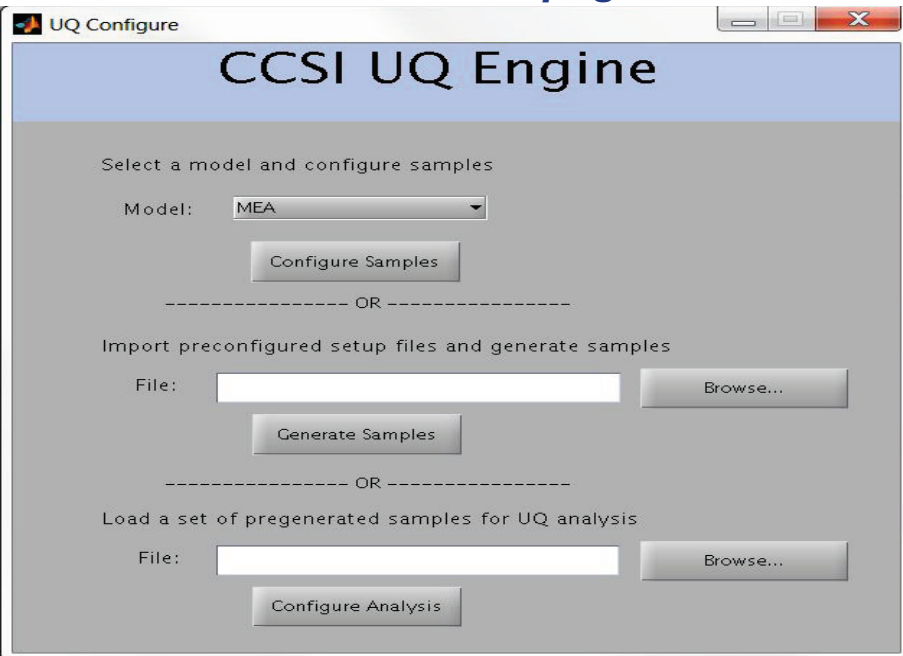 UQ Configure
CCSI UQ Engine
Select a model and configure samples
Model: MEA
Configure Samples
---------------- OR ----------------
Import preconfigured setup files and generate samples
File: Browse...
Generate Samples
---------------- OR ----------------
Load a set of pregenerated samples for UQ analysis
File: Browse...
Configure Analysis